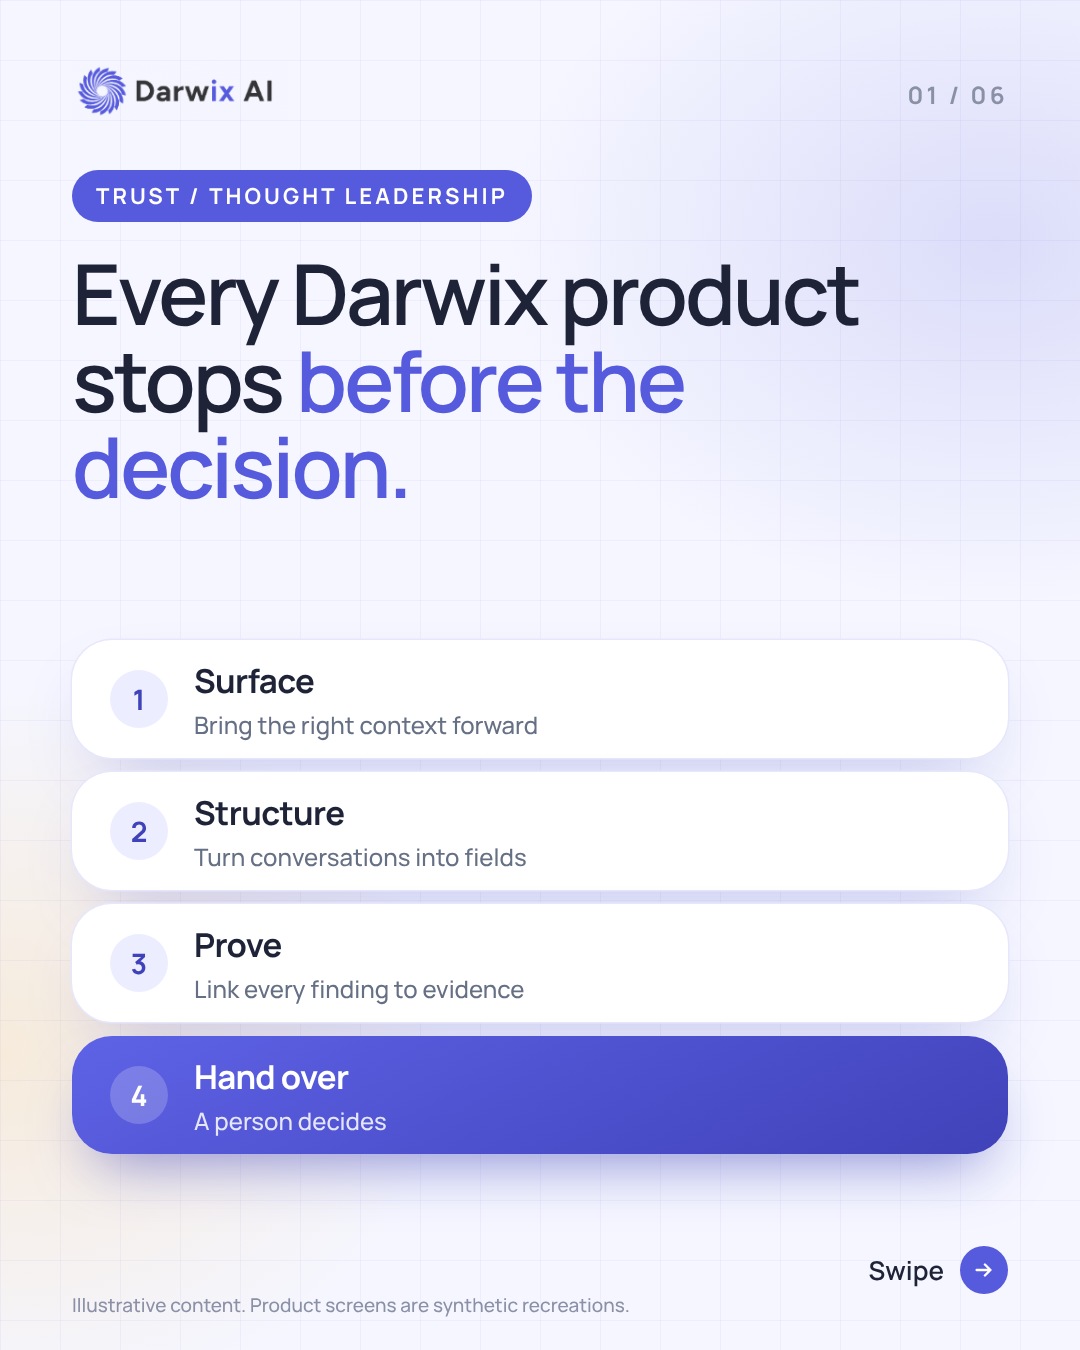 Darwix AI
01 / 06
TRUST / THOUGHT LEADERSHIP
Every Darwix product
stops before the
decision.
1
Surface
Bring the right context forward
2
Structure
Turn conversations into fields
3
Prove
Link every finding to evidence
4
Hand over
A person decides
Swipe
Illustrative content. Product screens are synthetic recreations.